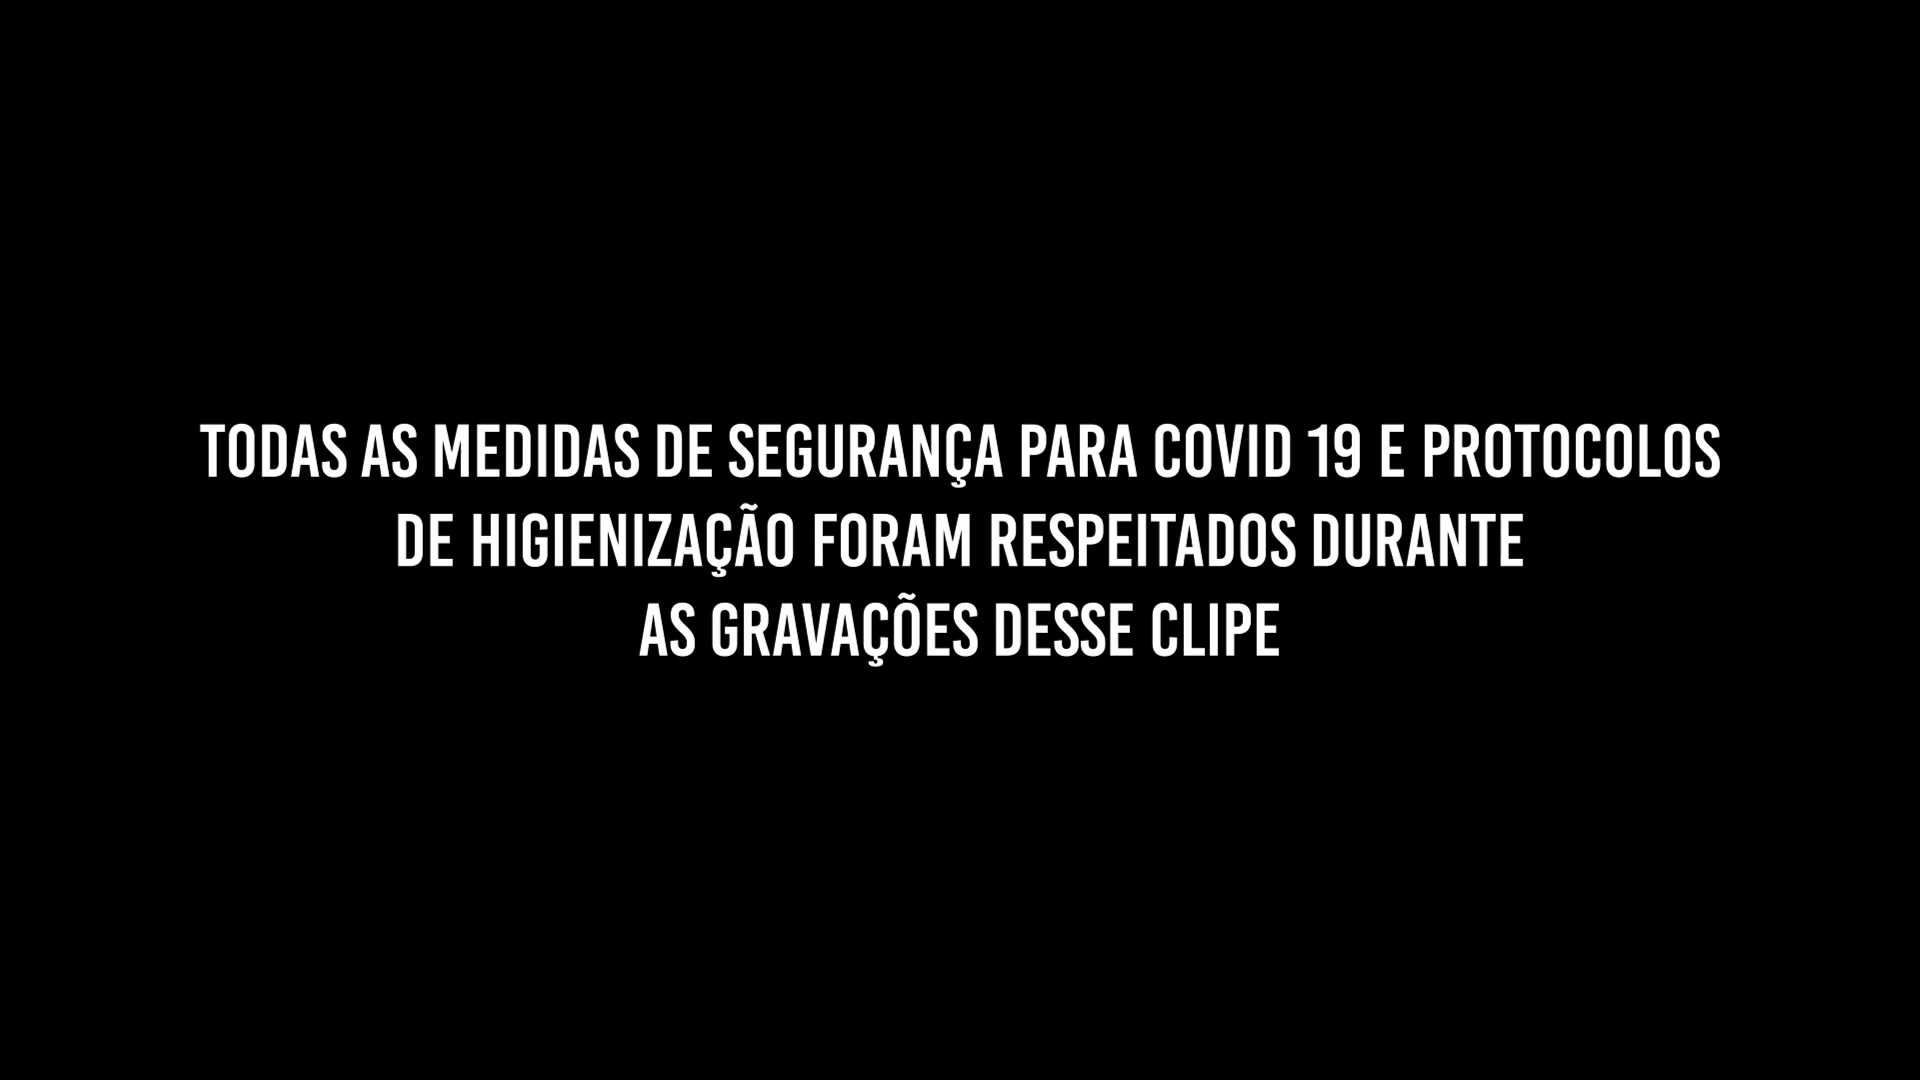 TODAS AS MEDIDAS DE SEGURANÇA PARA COVID 19 E PROTOCOLOS
DE HIGIENIZAÇÃO FORAM RESPEITADOS DURANTE
AS GRAVAÇÕES DESSE CLIPE